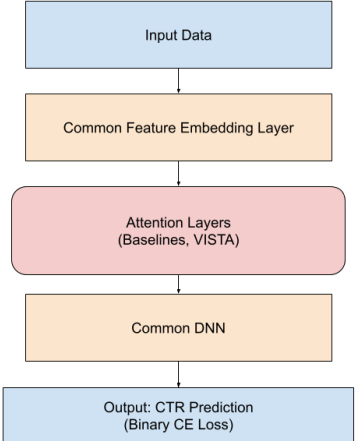 Input Data
Common Feature Embedding Layer
Attention Layers
(Baselines, VISTA)
Common DNN
Output: CTR Prediction
(Binary CE Loss)